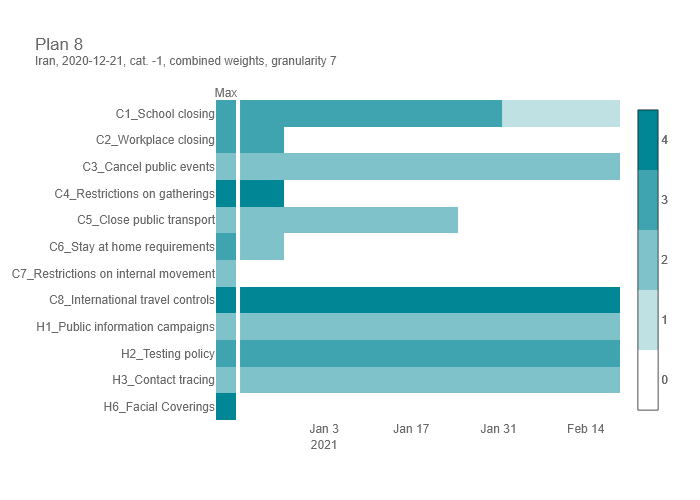 Plan 8
Iran, 2020-12-21, cat. -1, combined weights, granularity 7
Max
C1_School closing
C2_Workplace closing
C3_Cancel public events
C4_Restrictions on gatherings
C5_Close public transport
C6_Stay at home requirements
C7_Restrictions on internal movement
C8_International travel controls
H1_Public information campaigns
H2_Testing policy
H3_Contact tracing
H6_Facial Coverings
Jan 3 Jan 17 Jan 31 Feb 14
2021
4
3
2
1
0